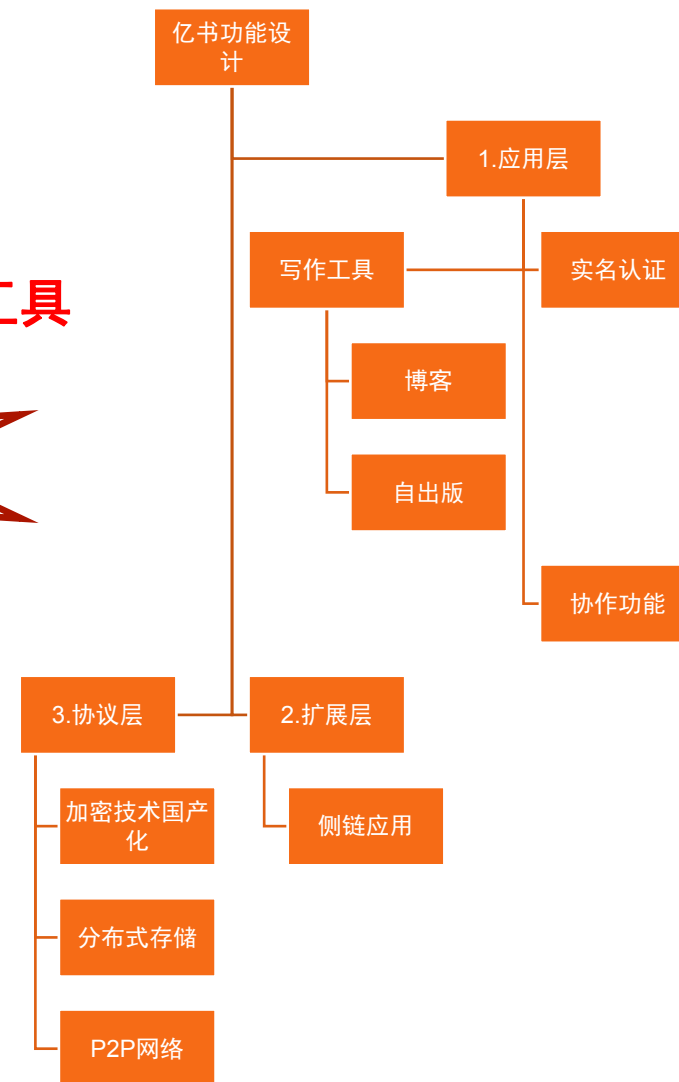 亿书功能设
计
1.应用层
写作工具
实名认证
工具
博客
自出版
协作功能
3.协议层
2.扩展层
加密技术国产
化
侧链应用
分布式存储
P2P网络